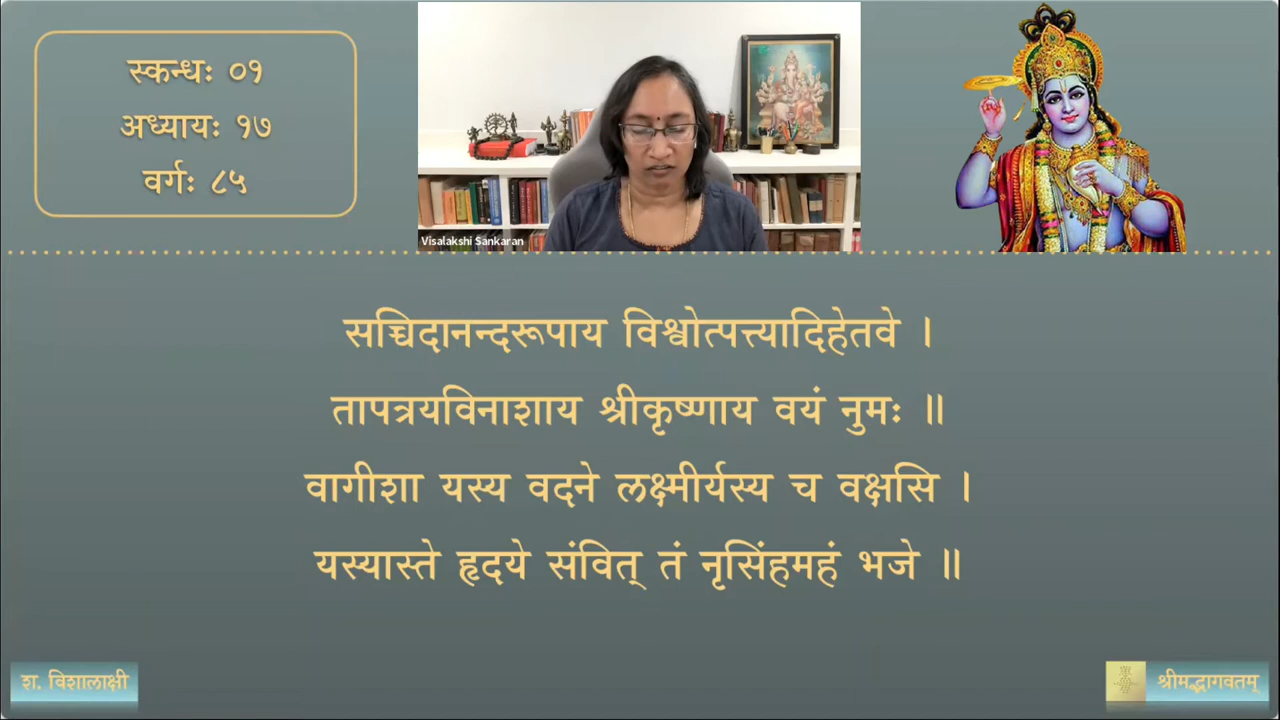 स्कन्धः ०१
अध्यायः १७
वर्गः ८५
Visalakshi Sankaran
सच्चिदानन्दरूपाय विश्वोत्पत्त्यादिहेतवे ।
तापत्रयविनाशाय श्रीकृष्णाय वयं नुमः ॥
वागीशा यस्य वदने लक्ष्मीर्यस्य च वक्षसि ।
यस्यास्ते हृदये संवित् तं नृसिंहमहं भजे ॥
श. विशालाक्षी
श्रीमद्भागवतम्